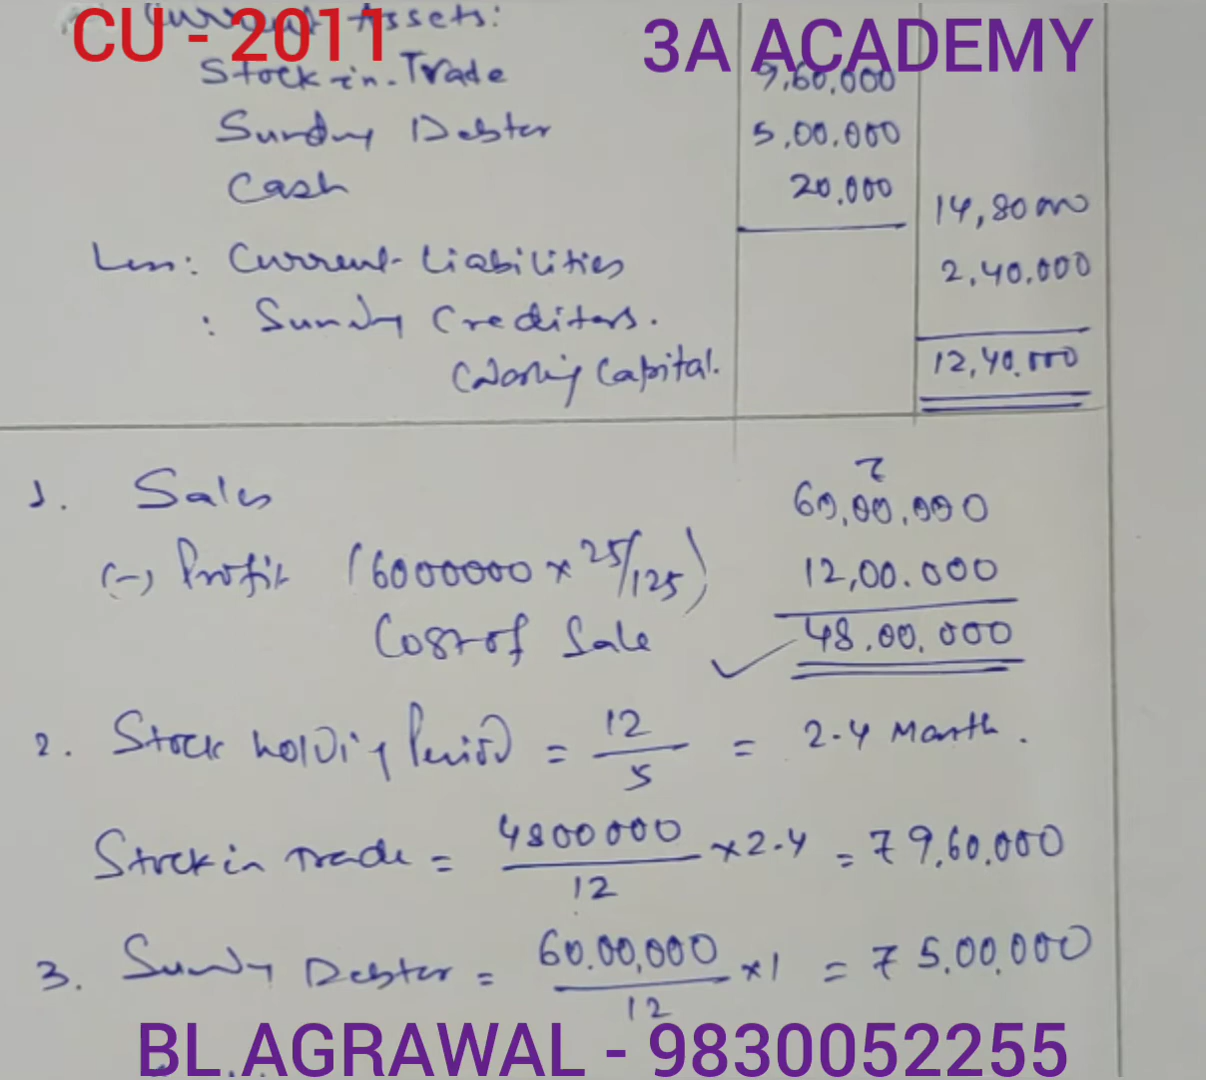 Current Assets:
CU - 2011
3A ACADEMY
Stock-in-Trade 9,60,000
Sundry Debtor 5,00,000
Cash 20,000 14,80,000
Less: Current Liabilities 2,40,000
: Sundry Creditors.
Working Capital. 12,40,000
₹
1. Sales 60,00,000
(-) Profit (6000000 x 25/125) 12,00,000
Cost of Sale 48,00,000
2. Stock holding Period = 12/5 = 2.4 Month.
Stock in Trade = 4800000/12 x 2.4 = ₹ 9,60,000
3. Sundry Debtor = 60,00,000/12 x 1 = ₹ 5,00,000
BL.AGRAWAL - 9830052255